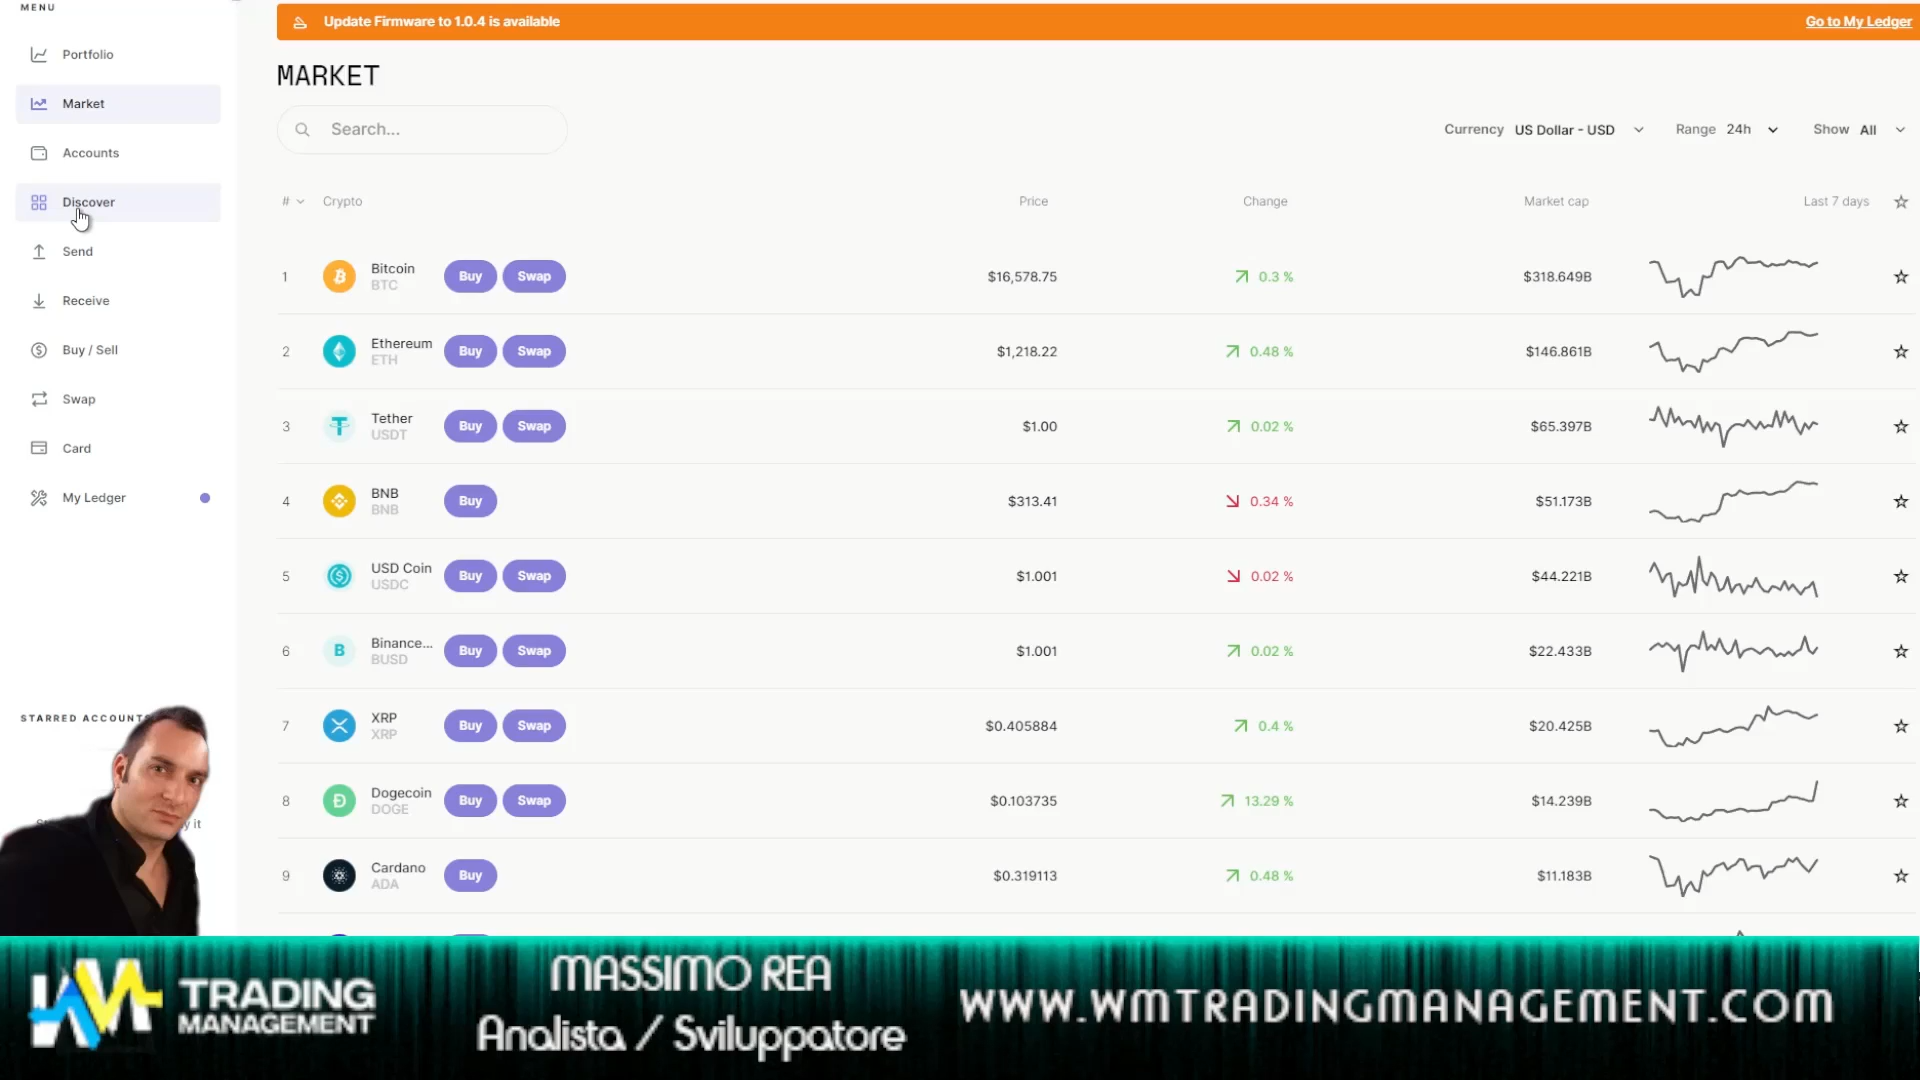 MENU
Update Firmware to 1.0.4 is available
Go to My Ledger
Portfolio
Market
Accounts
Discover
Send
Receive
Buy / Sell
Swap
Card
My Ledger
STARRED ACCOUNTS
y it
MARKET
Search...
Currency US Dollar - USD Range 24h Show All
# Crypto Price Change Market cap Last 7 days
1 Bitcoin BTC Buy Swap $16,578.75 0.3 % $318.649B
2 Ethereum ETH Buy Swap $1,218.22 0.48 % $146.861B
3 Tether USDT Buy Swap $1.00 0.02 % $65.397B
4 BNB BNB Buy $313.41 0.34 % $51.173B
5 USD Coin USDC Buy Swap $1.001 0.02 % $44.221B
6 Binance... BUSD Buy Swap $1.001 0.02 % $22.433B
7 XRP XRP Buy Swap $0.405884 0.4 % $20.425B
8 Dogecoin DOGE Buy Swap $0.103735 13.29 % $14.239B
9 Cardano ADA Buy $0.319113 0.48 % $11.183B
TRADING
MANAGEMENT
MASSIMO REA
Analista / Sviluppatore
WWW.WMTRADINGMANAGEMENT.COM